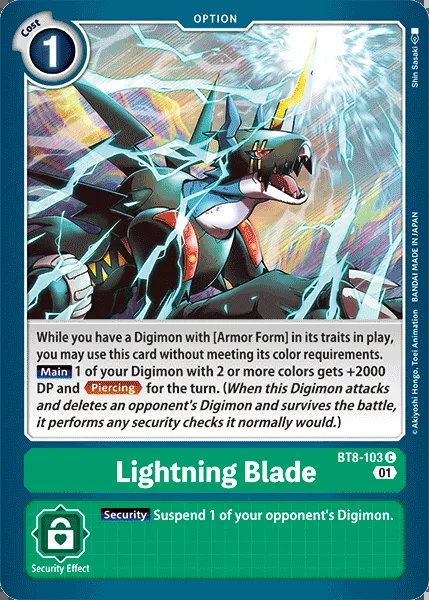 OPTION
Cost
1
Shin Sasaki
© Akiyoshi Hongo, Toei Animation BANDAI MADE IN JAPAN
While you have a Digimon with [Armor Form] in its traits in play,
you may use this card without meeting its color requirements.
Main 1 of your Digimon with 2 or more colors gets +2000
DP and Piercing for the turn. (When this Digimon attacks
and deletes an opponent's Digimon and survives the battle,
it performs any security checks it normally would.)
BT8-103 C
Lightning Blade
01
Security Suspend 1 of your opponent's Digimon.
Security Effect